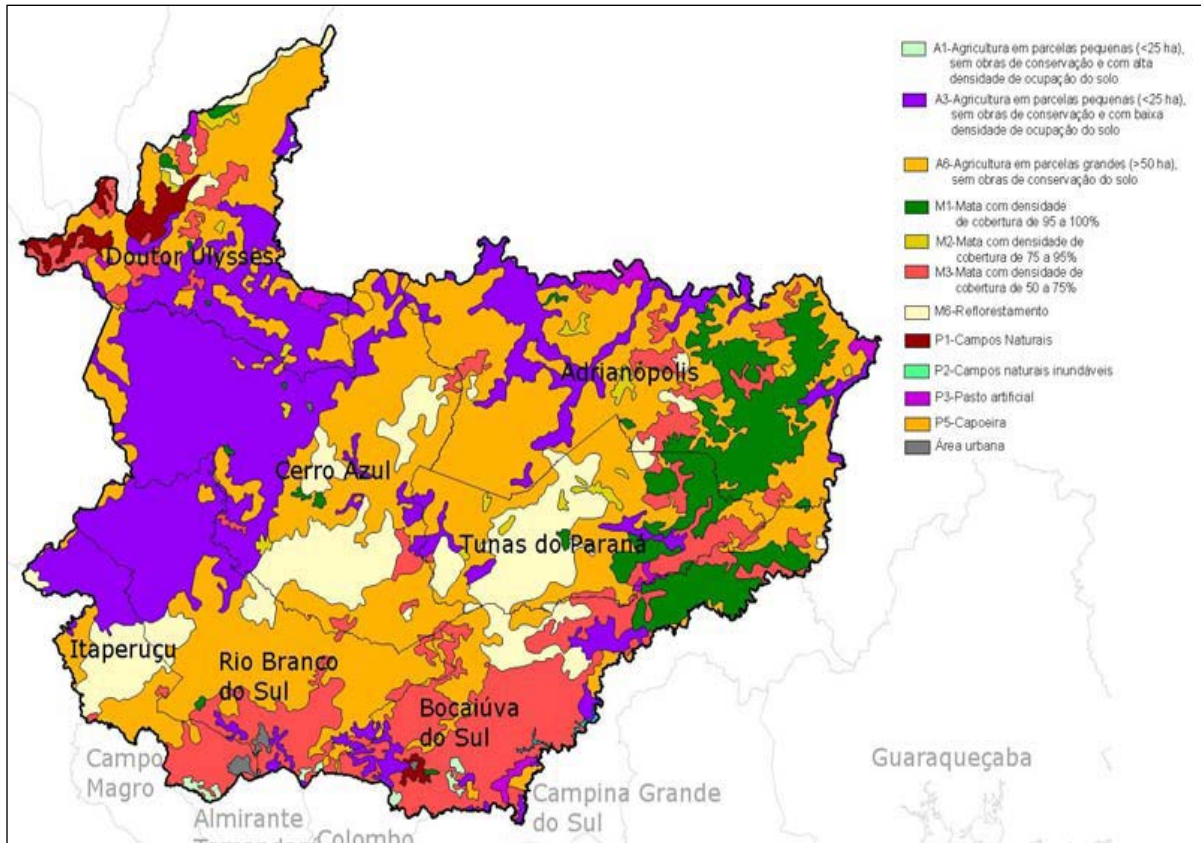 A1-Agricultura em parcelas pequenas (<25 ha),
sem obras de conservação e com alta
densidade de ocupação do solo
A3-Agricultura em parcelas pequenas (<25 ha),
sem obras de conservação e com baixa
densidade de ocupação do solo
A6-Agricultura em parcelas grandes (>50 ha),
sem obras de conservação do solo
M1-Mata com densidade
de cobertura de 95 a 100%
M2-Mata com densidade de
cobertura de 75 a 95%
M3-Mata com densidade de
cobertura de 50 a 75%
M6-Reflorestamento
P1-Campos Naturais
P2-Campos naturais inundáveis
P3-Pasto artificial
P5-Capoeira
Área urbana
Doutor Ulysses
Adrianópolis
Cerro Azul
Tunas do Paraná
Itaperuçu
Rio Branco
do Sul
Bocaiúva
do Sul
Campo
Magro
Guaraqueçaba
Campina Grande
do Sul
Almirante
Colombo